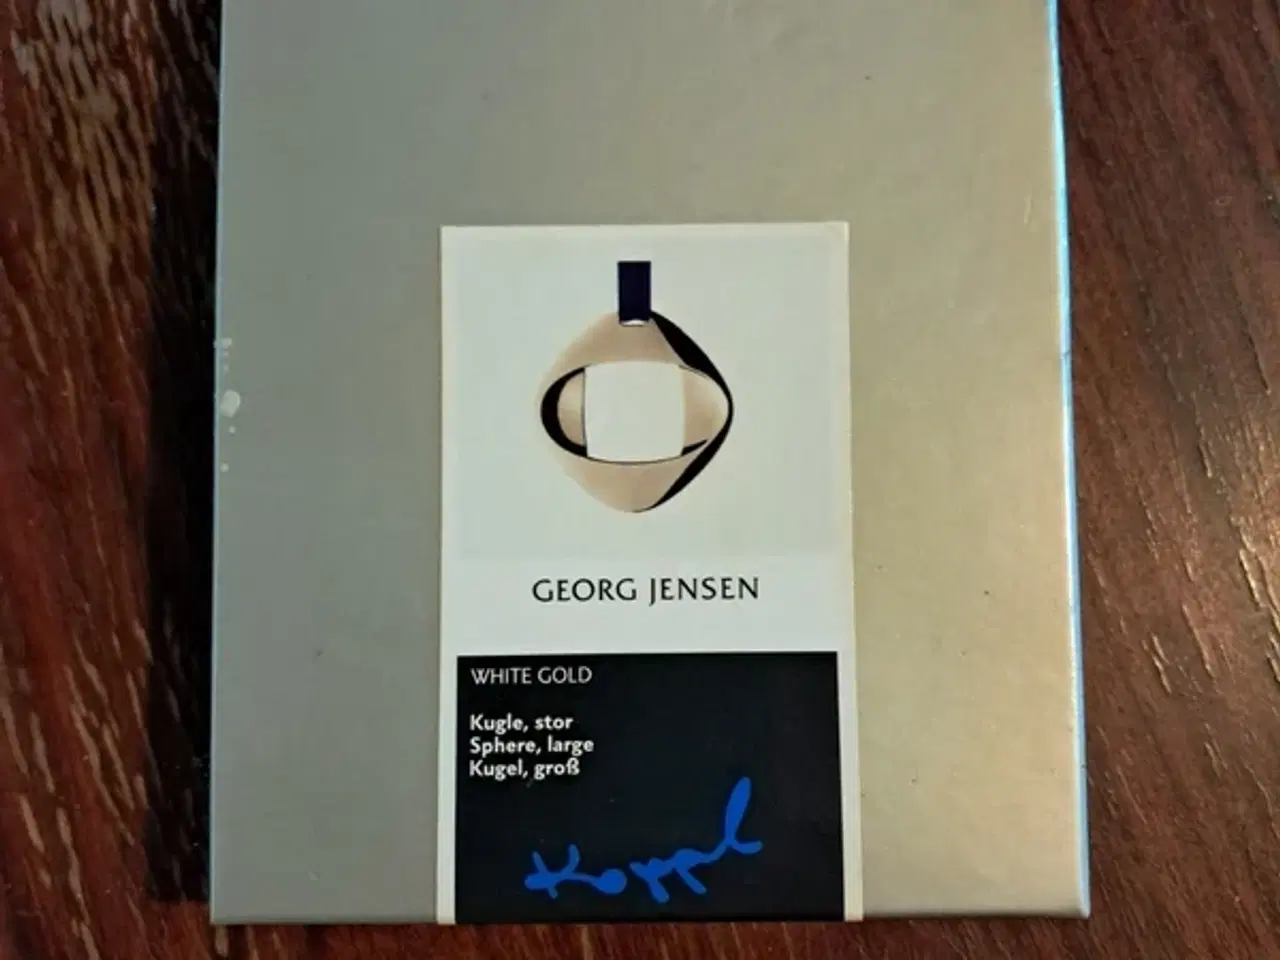 GEORG JENSEN
WHITE GOLD
Kugle, stor
Sphere, large
Kugel, groß
Koppel